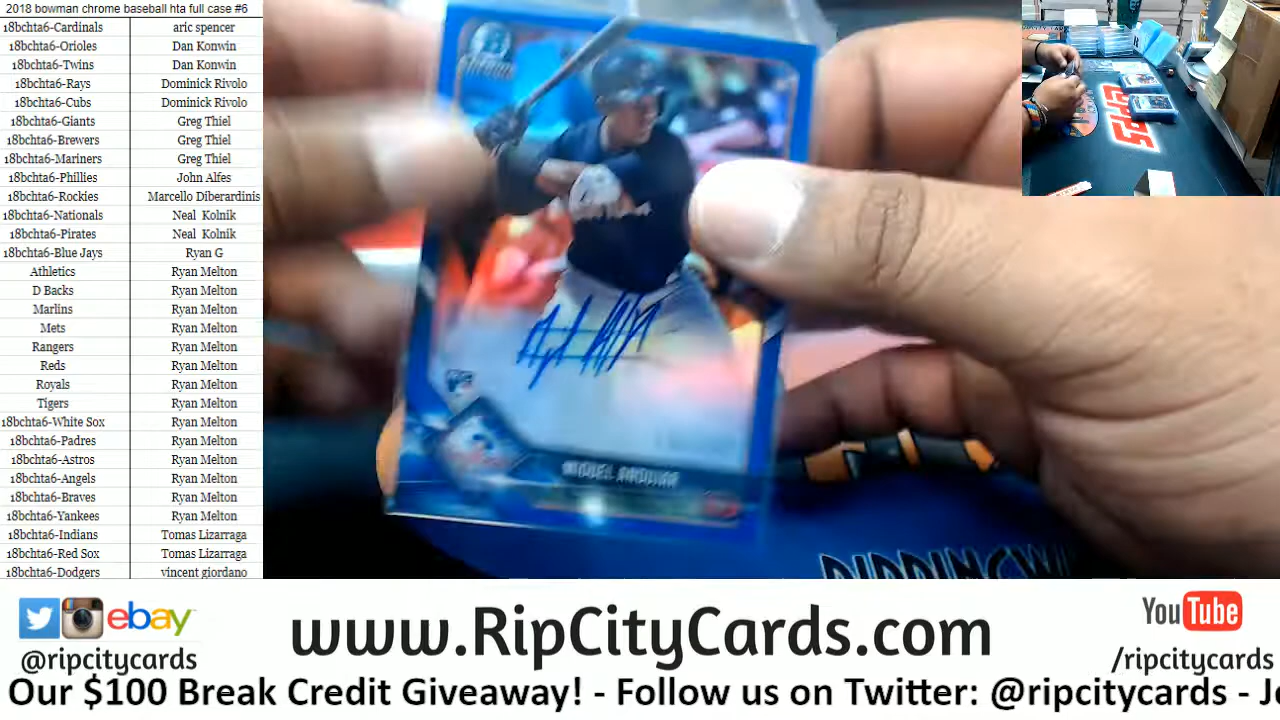 2018 bowman chrome baseball hta full case #6
18bchta6-Cardinals aric spencer
18bchta6-Orioles Dan Konwin
18bchta6-Twins Dan Konwin
18bchta6-Rays Dominick Rivolo
18bchta6-Cubs Dominick Rivolo
18bchta6-Giants Greg Thiel
18bchta6-Brewers Greg Thiel
18bchta6-Mariners Greg Thiel
18bchta6-Phillies John Alfes
18bchta6-Rockies Marcello Diberardinis
18bchta6-Nationals Neal Kolnik
18bchta6-Pirates Neal Kolnik
18bchta6-Blue Jays Ryan G
Athletics Ryan Melton
D Backs Ryan Melton
Marlins Ryan Melton
Mets Ryan Melton
Rangers Ryan Melton
Reds Ryan Melton
Royals Ryan Melton
Tigers Ryan Melton
18bchta6-White Sox Ryan Melton
18bchta6-Padres Ryan Melton
18bchta6-Astros Ryan Melton
18bchta6-Angels Ryan Melton
18bchta6-Braves Ryan Melton
18bchta6-Yankees Ryan Melton
18bchta6-Indians Tomas Lizarraga
18bchta6-Red Sox Tomas Lizarraga
18bchta6-Dodgers vincent giordano
MIGUEL ANDUJAR
ebay
@ripcitycards
www.RipCityCards.com
YouTube
/ripcitycards
Our $100 Break Credit Giveaway! - Follow us on Twitter: @ripcitycards -